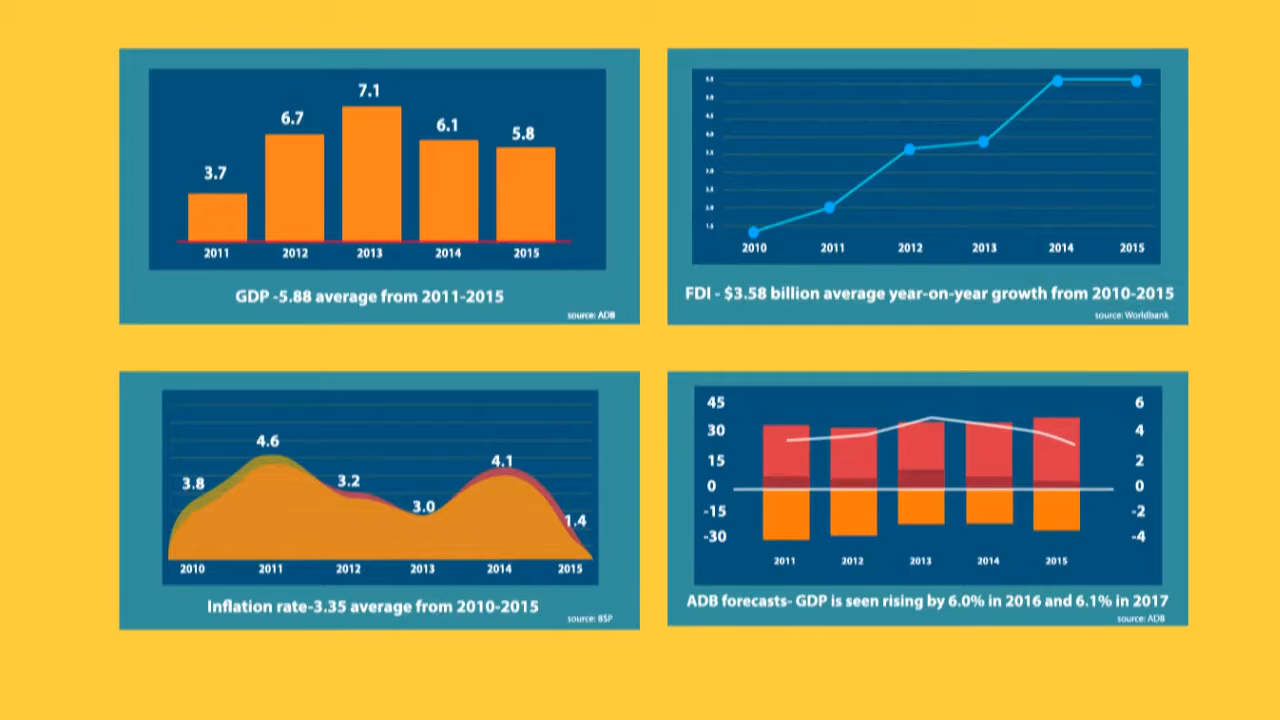 7.1
6.7
6.1
5.8
3.7
2011 2012 2013 2014 2015
GDP -5.88 average from 2011-2015
source: ADB
2010 2011 2012 2013 2014 2015
FDI - $3.58 billion average year-on-year growth from 2010-2015
source: Worldbank
4.6
4.1
3.8
3.2
3.0
1.4
2010 2011 2012 2013 2014 2015
Inflation rate-3.35 average from 2010-2015
source: BSP
45 6
30 4
15 2
0 0
-15 -2
-30 -4
2011 2012 2013 2014 2015
ADB forecasts- GDP is seen rising by 6.0% in 2016 and 6.1% in 2017
source: ADB